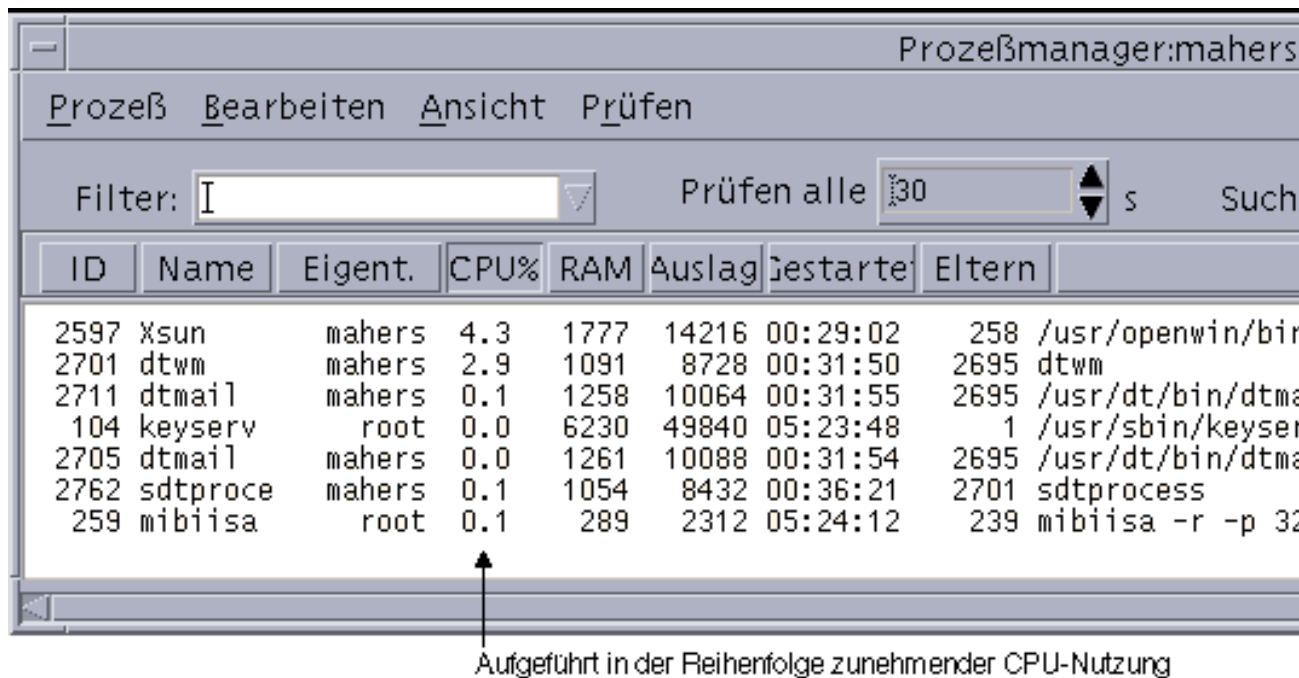 Prozeßmanager:mahers
Prozeß Bearbeiten Ansicht Prüfen
Filter: Prüfen alle 30 s Such
ID Name Eigent. CPU% RAM Auslag Gestartet Eltern
2597 Xsun mahers 4.3 1777 14216 00:29:02 258 /usr/openwin/bin
2701 dtwm mahers 2.9 1091 8728 00:31:50 2695 dtwm
2711 dtmail mahers 0.1 1258 10064 00:31:55 2695 /usr/dt/bin/dtma
104 keyserv root 0.0 6230 49840 05:23:48 1 /usr/sbin/keyser
2705 dtmail mahers 0.0 1261 10088 00:31:54 2695 /usr/dt/bin/dtma
2762 sdtproce mahers 0.1 1054 8432 00:36:21 2701 sdtprocess
259 mibiisa root 0.1 289 2312 05:24:12 239 mibiisa -r -p 32
Aufgeführt in der Reihenfolge zunehmender CPU-Nutzung